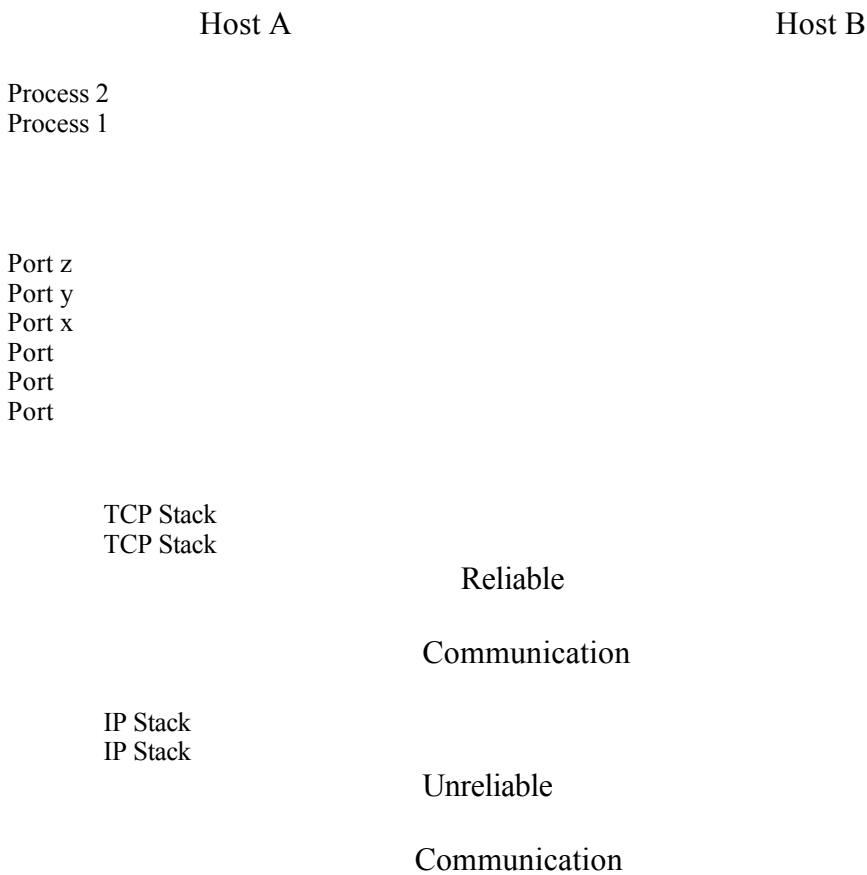 Host A Host B
Process 2
Process 1
Port z
Port y
Port x
Port
Port
Port
TCP Stack
TCP Stack
Reliable
Communication
IP Stack
IP Stack
Unreliable
Communication